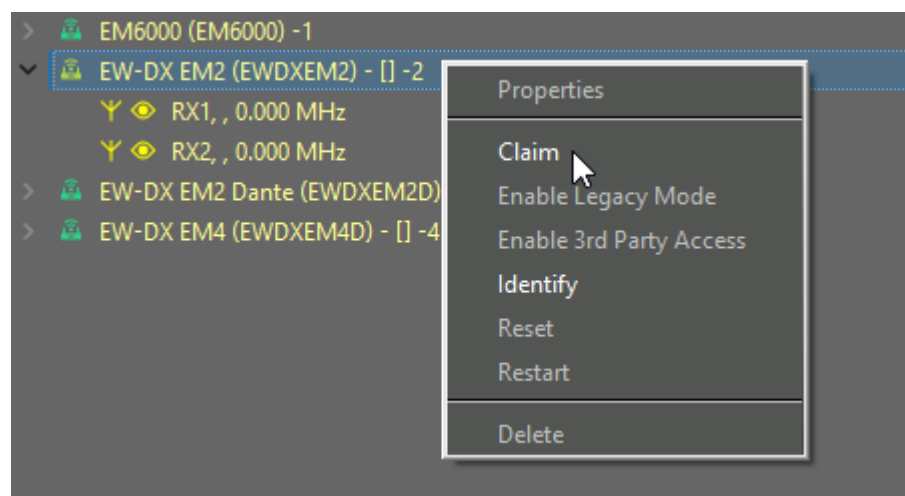 EM6000 (EM6000) -1
EW-DX EM2 (EWDXEM2) - [] -2
RX1, , 0.000 MHz
RX2, , 0.000 MHz
EW-DX EM2 Dante (EWDXEM2D)
EW-DX EM4 (EWDXEM4D) - [] -4
Properties
Claim
Enable Legacy Mode
Enable 3rd Party Access
Identify
Reset
Restart
Delete